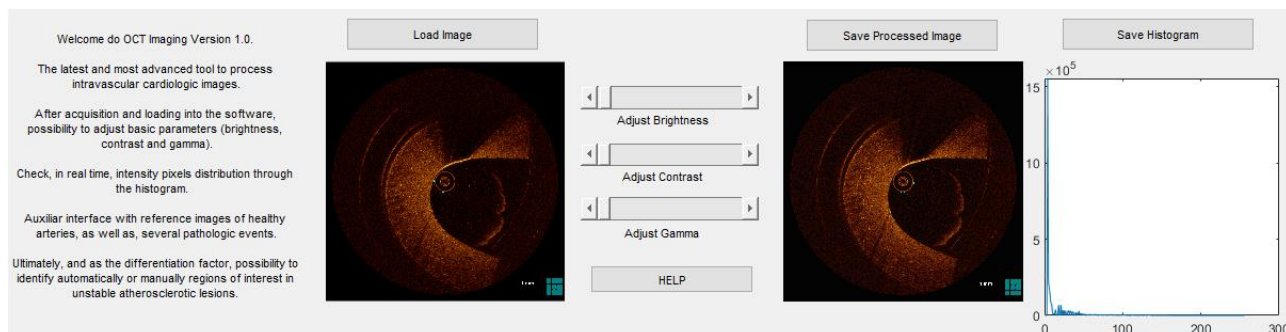 Welcome do OCT Imaging Version 1.0.
The latest and most advanced tool to process
intravascular cardiologic images.
After acquisition and loading into the software,
possibility to adjust basic parameters (brightness,
contrast and gamma).
Check, in real time, intensity pixels distribution through
the histogram.
Auxiliar interface with reference images of healthy
arteries, as well as, several pathologic events.
Ultimately, and as the differentiation factor, possibility to
identify automatically or manually regions of interest in
unstable atherosclerotic lesions.
Load Image
Adjust Brightness
Adjust Contrast
Adjust Gamma
HELP
Save Processed Image
Save Histogram
×10^5
15
10
5
0
0
100
200
300